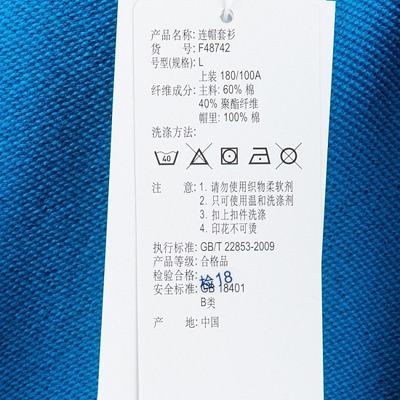 产品名称: 连帽套衫
货 号: F48742
号型(规格): L
上装 180/100A
纤维成分: 主料: 60% 棉
40% 聚酯纤维
帽里: 100% 棉
洗涤方法:
40
注 意: 1. 请勿使用织物柔软剂
2. 只可使用温和洗涤剂
3. 扣上扣件洗涤
4. 印花不可烫
执行标准: GB/T 22853-2009
产品等级: 合格品
检验合格: 检18
安全标准: GB 18401
B类
产 地: 中国